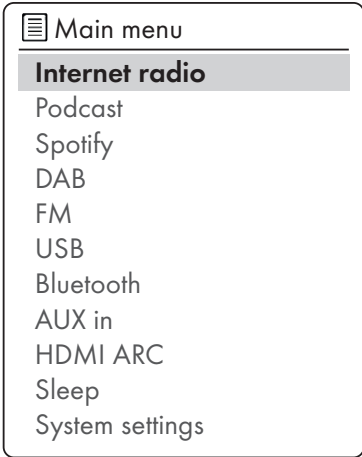 Main menu
Internet radio
Podcast
Spotify
DAB
FM
USB
Bluetooth
AUX in
HDMI ARC
Sleep
System settings